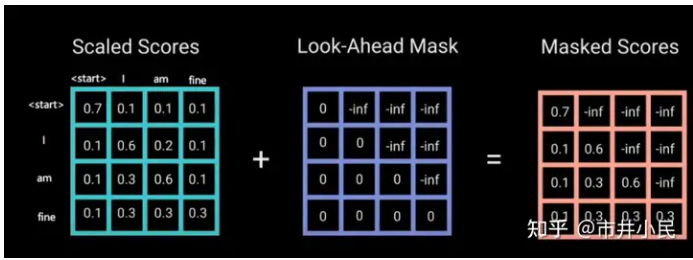 Scaled Scores Look-Ahead Mask Masked Scores
<start> I am fine
<start> 0.7 0.1 0.1 0.1 0 -inf -inf -inf 0.7 -inf -inf -inf
I 0.1 0.6 0.2 0.1 0 0 -inf -inf 0.1 0.6 -inf -inf
+ =
am 0.1 0.3 0.6 0.1 0 0 0 -inf 0.1 0.3 0.6 -inf
fine 0.1 0.3 0.3 0.3 0 0 0 0 0.1 0.3 0.3 0.3
知乎 @市井小民